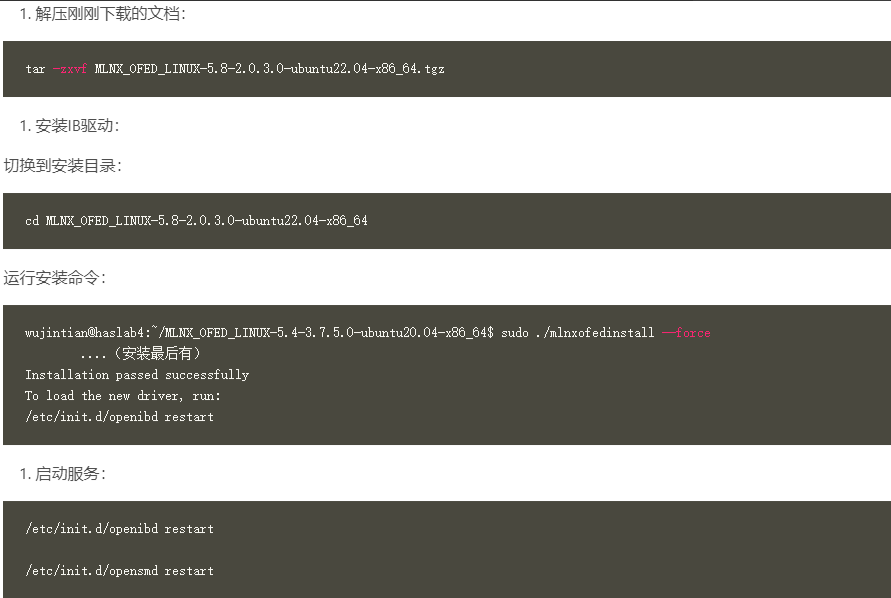 1. 解压刚刚下载的文档：
tar -zxvf MLNX_OFED_LINUX-5.8-2.0.3.0-ubuntu22.04-x86_64.tgz
1. 安装IB驱动：
切换到安装目录：
cd MLNX_OFED_LINUX-5.8-2.0.3.0-ubuntu22.04-x86_64
运行安装命令：
wujintian@haslab4:~/MLNX_OFED_LINUX-5.4-3.7.5.0-ubuntu20.04-x86_64$ sudo ./mlnxofedinstall --force
....（安装最后有）
Installation passed successfully
To load the new driver, run:
/etc/init.d/openibd restart
1. 启动服务：
/etc/init.d/openibd restart
/etc/init.d/opensmd restart